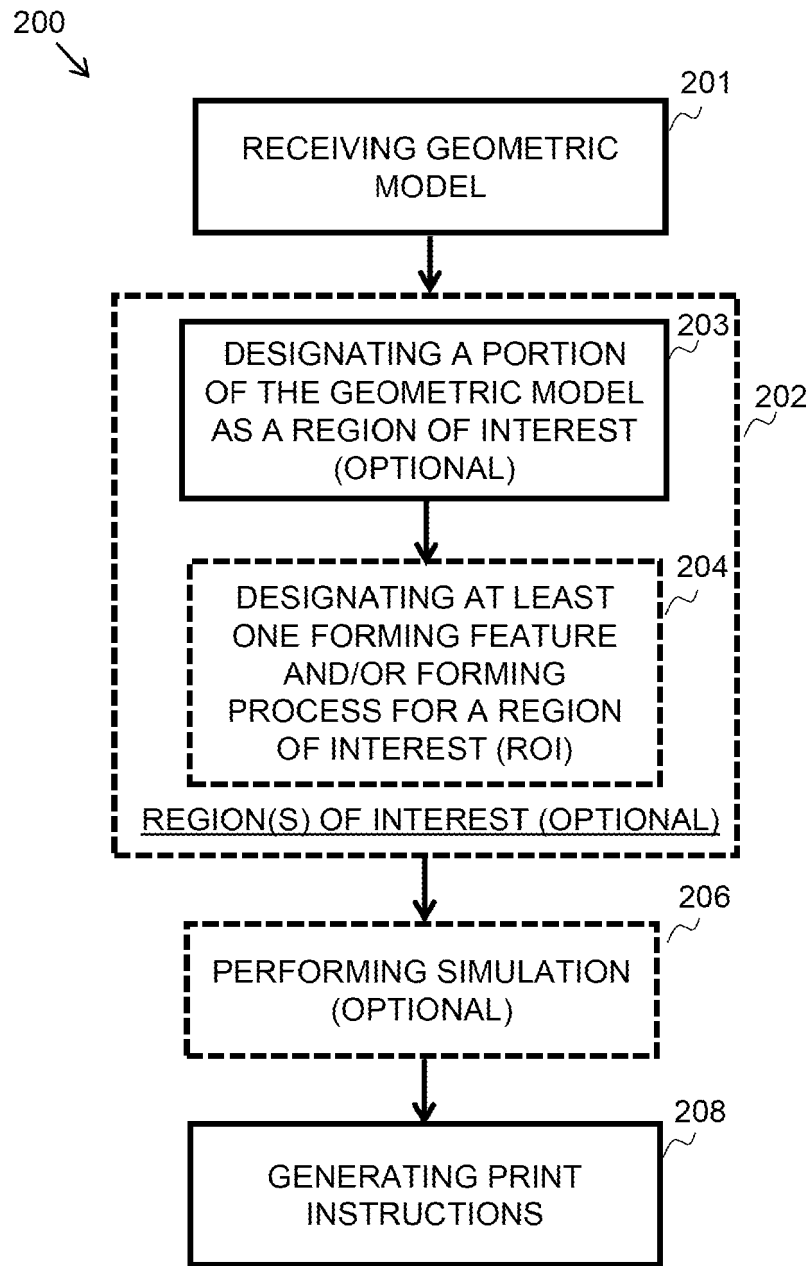 200
201
RECEIVING GEOMETRIC
MODEL
203
DESIGNATING A PORTION
OF THE GEOMETRIC MODEL
AS A REGION OF INTEREST
(OPTIONAL)
202
204
DESIGNATING AT LEAST
ONE FORMING FEATURE
AND/OR FORMING
PROCESS FOR A REGION
OF INTEREST (ROI)
REGION(S) OF INTEREST (OPTIONAL)
206
PERFORMING SIMULATION
(OPTIONAL)
208
GENERATING PRINT
INSTRUCTIONS